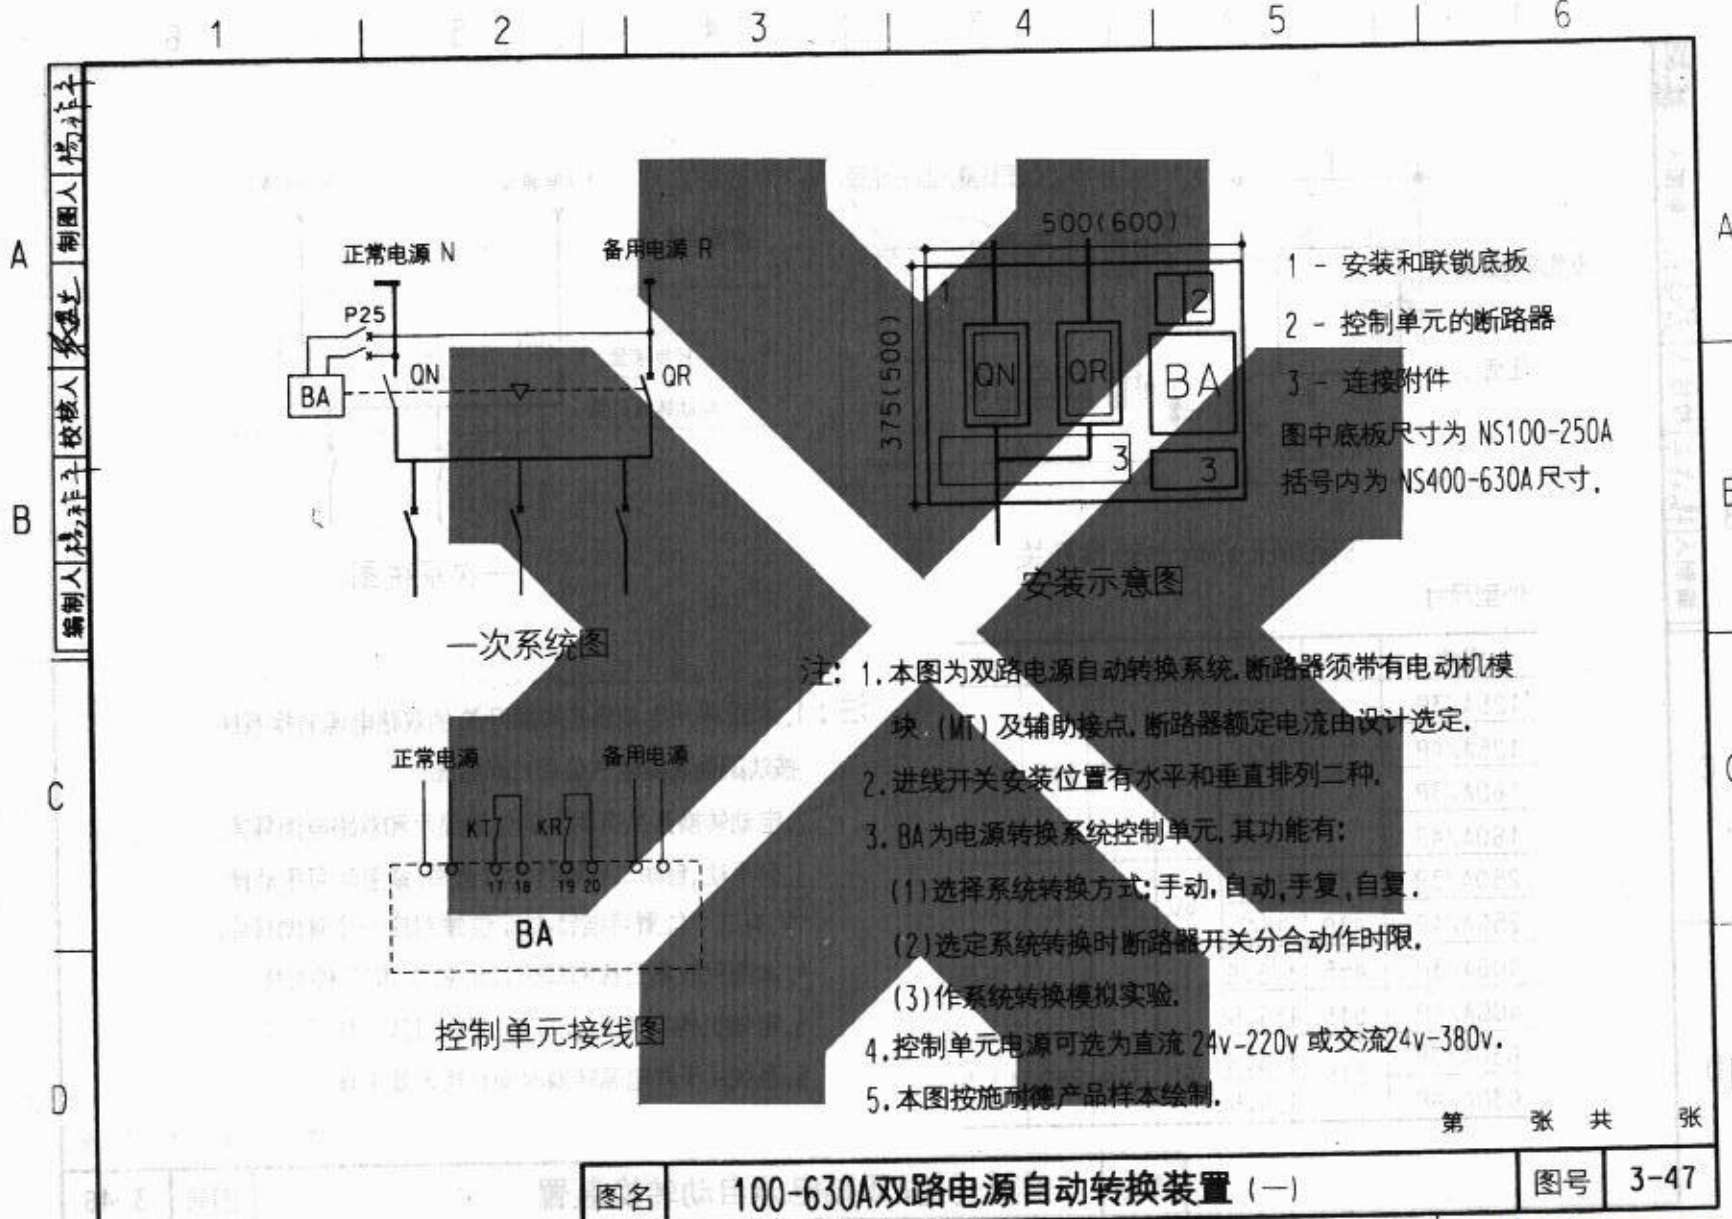 1 2 3 4 5 6
A
B
C
D
制图人
校核人
编制人
正常电源 N
备用电源 R
P25
QN
QR
BA
一次系统图
500(600)
375(500)
1
2
QN
QR
BA
3
3
安装示意图
1 - 安装和联锁底板
2 - 控制单元的断路器
3 - 连接附件
图中底板尺寸为 NS100-250A
括号内为 NS400-630A尺寸.
正常电源
备用电源
KT7 KR7
17 18 19 20
BA
控制单元接线图
注: 1.本图为双路电源自动转换系统.断路器须带有电动机模
块 (MT) 及辅助接点.断路器额定电流由设计选定.
2.进线开关安装位置有水平和垂直排列二种.
3. BA为电源转换系统控制单元.其功能有:
(1)选择系统转换方式:手动,自动,手复,自复.
(2)选定系统转换时断路器开关分合动作时限.
(3)作系统转换模拟实验.
4.控制单元电源可选为直流 24v-220v 或交流24v-380v.
5.本图按施耐德产品样本绘制.
第 张 共 张
图名 100-630A双路电源自动转换装置 (一) 图号 3-47